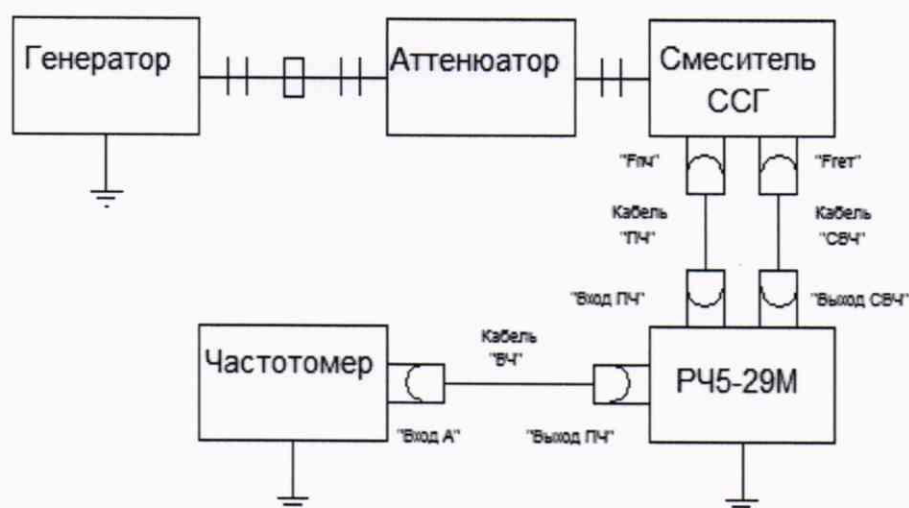 Генератор
Аттенюатор
Смеситель
ССГ
"Fпч"
"Fгет"
Кабель
"ПЧ"
Кабель
"СВЧ"
"Вход ПЧ"
"Выход СВЧ"
Частотомер
Кабель
"ВЧ"
РЧ5-29М
"Вход А"
"Выход ПЧ"